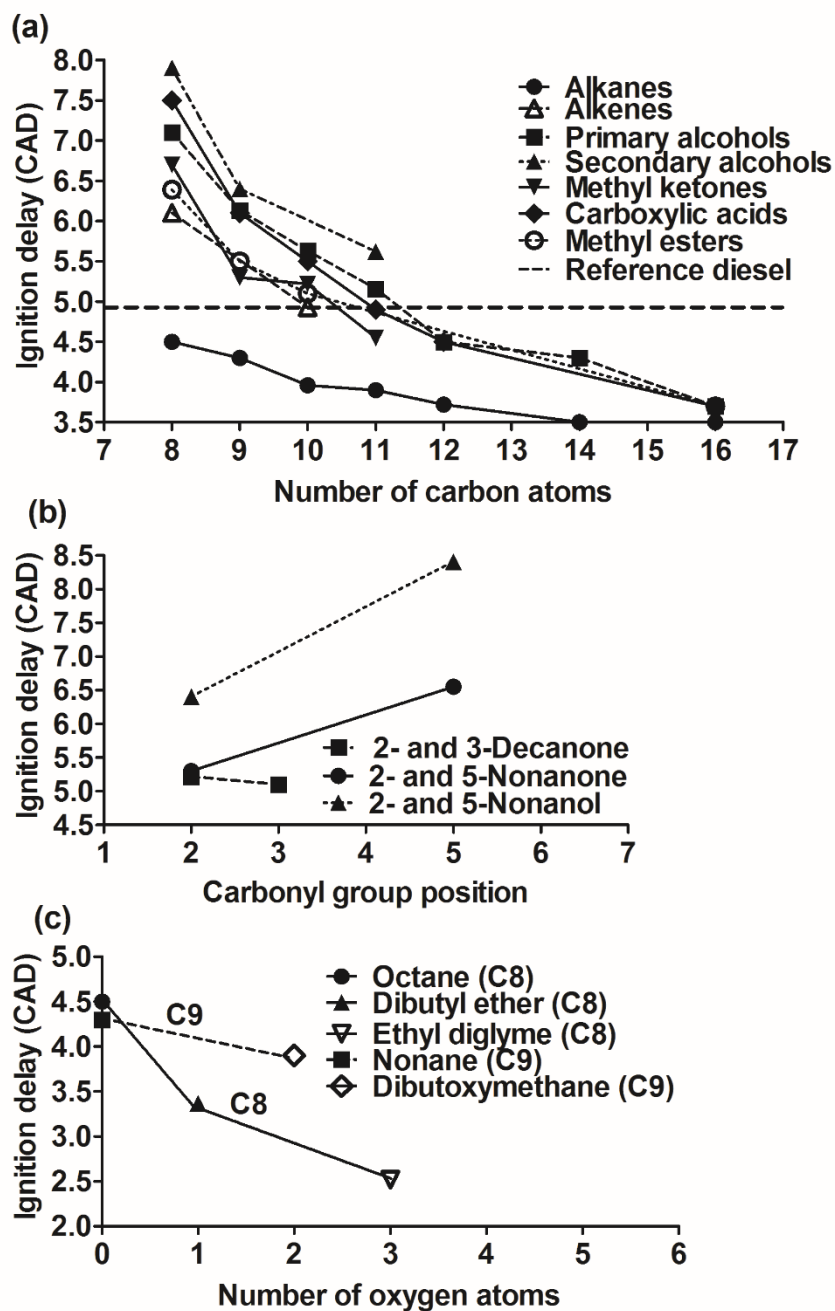 (a)
8.0
7.5
7.0
6.5
6.0
5.5
5.0
4.5
4.0
3.5
Ignition delay (CAD)
Alkanes
Alkenes
Primary alcohols
Secondary alcohols
Methyl ketones
Carboxylic acids
Methyl esters
Reference diesel
7 8 9 10 11 12 13 14 15 16 17
Number of carbon atoms
(b)
8.5
8.0
7.5
7.0
6.5
6.0
5.5
5.0
4.5
Ignition delay (CAD)
2- and 3-Decanone
2- and 5-Nonanone
2- and 5-Nonanol
1 2 3 4 5 6 7
Carbonyl group position
(c)
5.0
4.5
4.0
3.5
3.0
2.5
2.0
Ignition delay (CAD)
C9
C8
Octane (C8)
Dibutyl ether (C8)
Ethyl diglyme (C8)
Nonane (C9)
Dibutoxymethane (C9)
0 1 2 3 4 5 6
Number of oxygen atoms